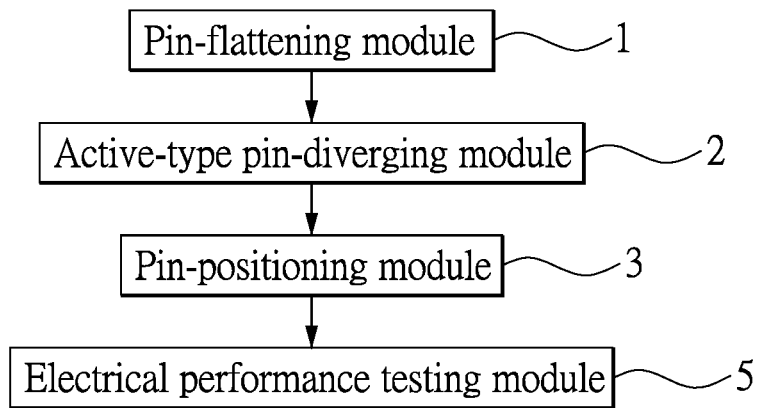 Pin-flattening module 1
Active-type pin-diverging module 2
Pin-positioning module 3
Electrical performance testing module 5